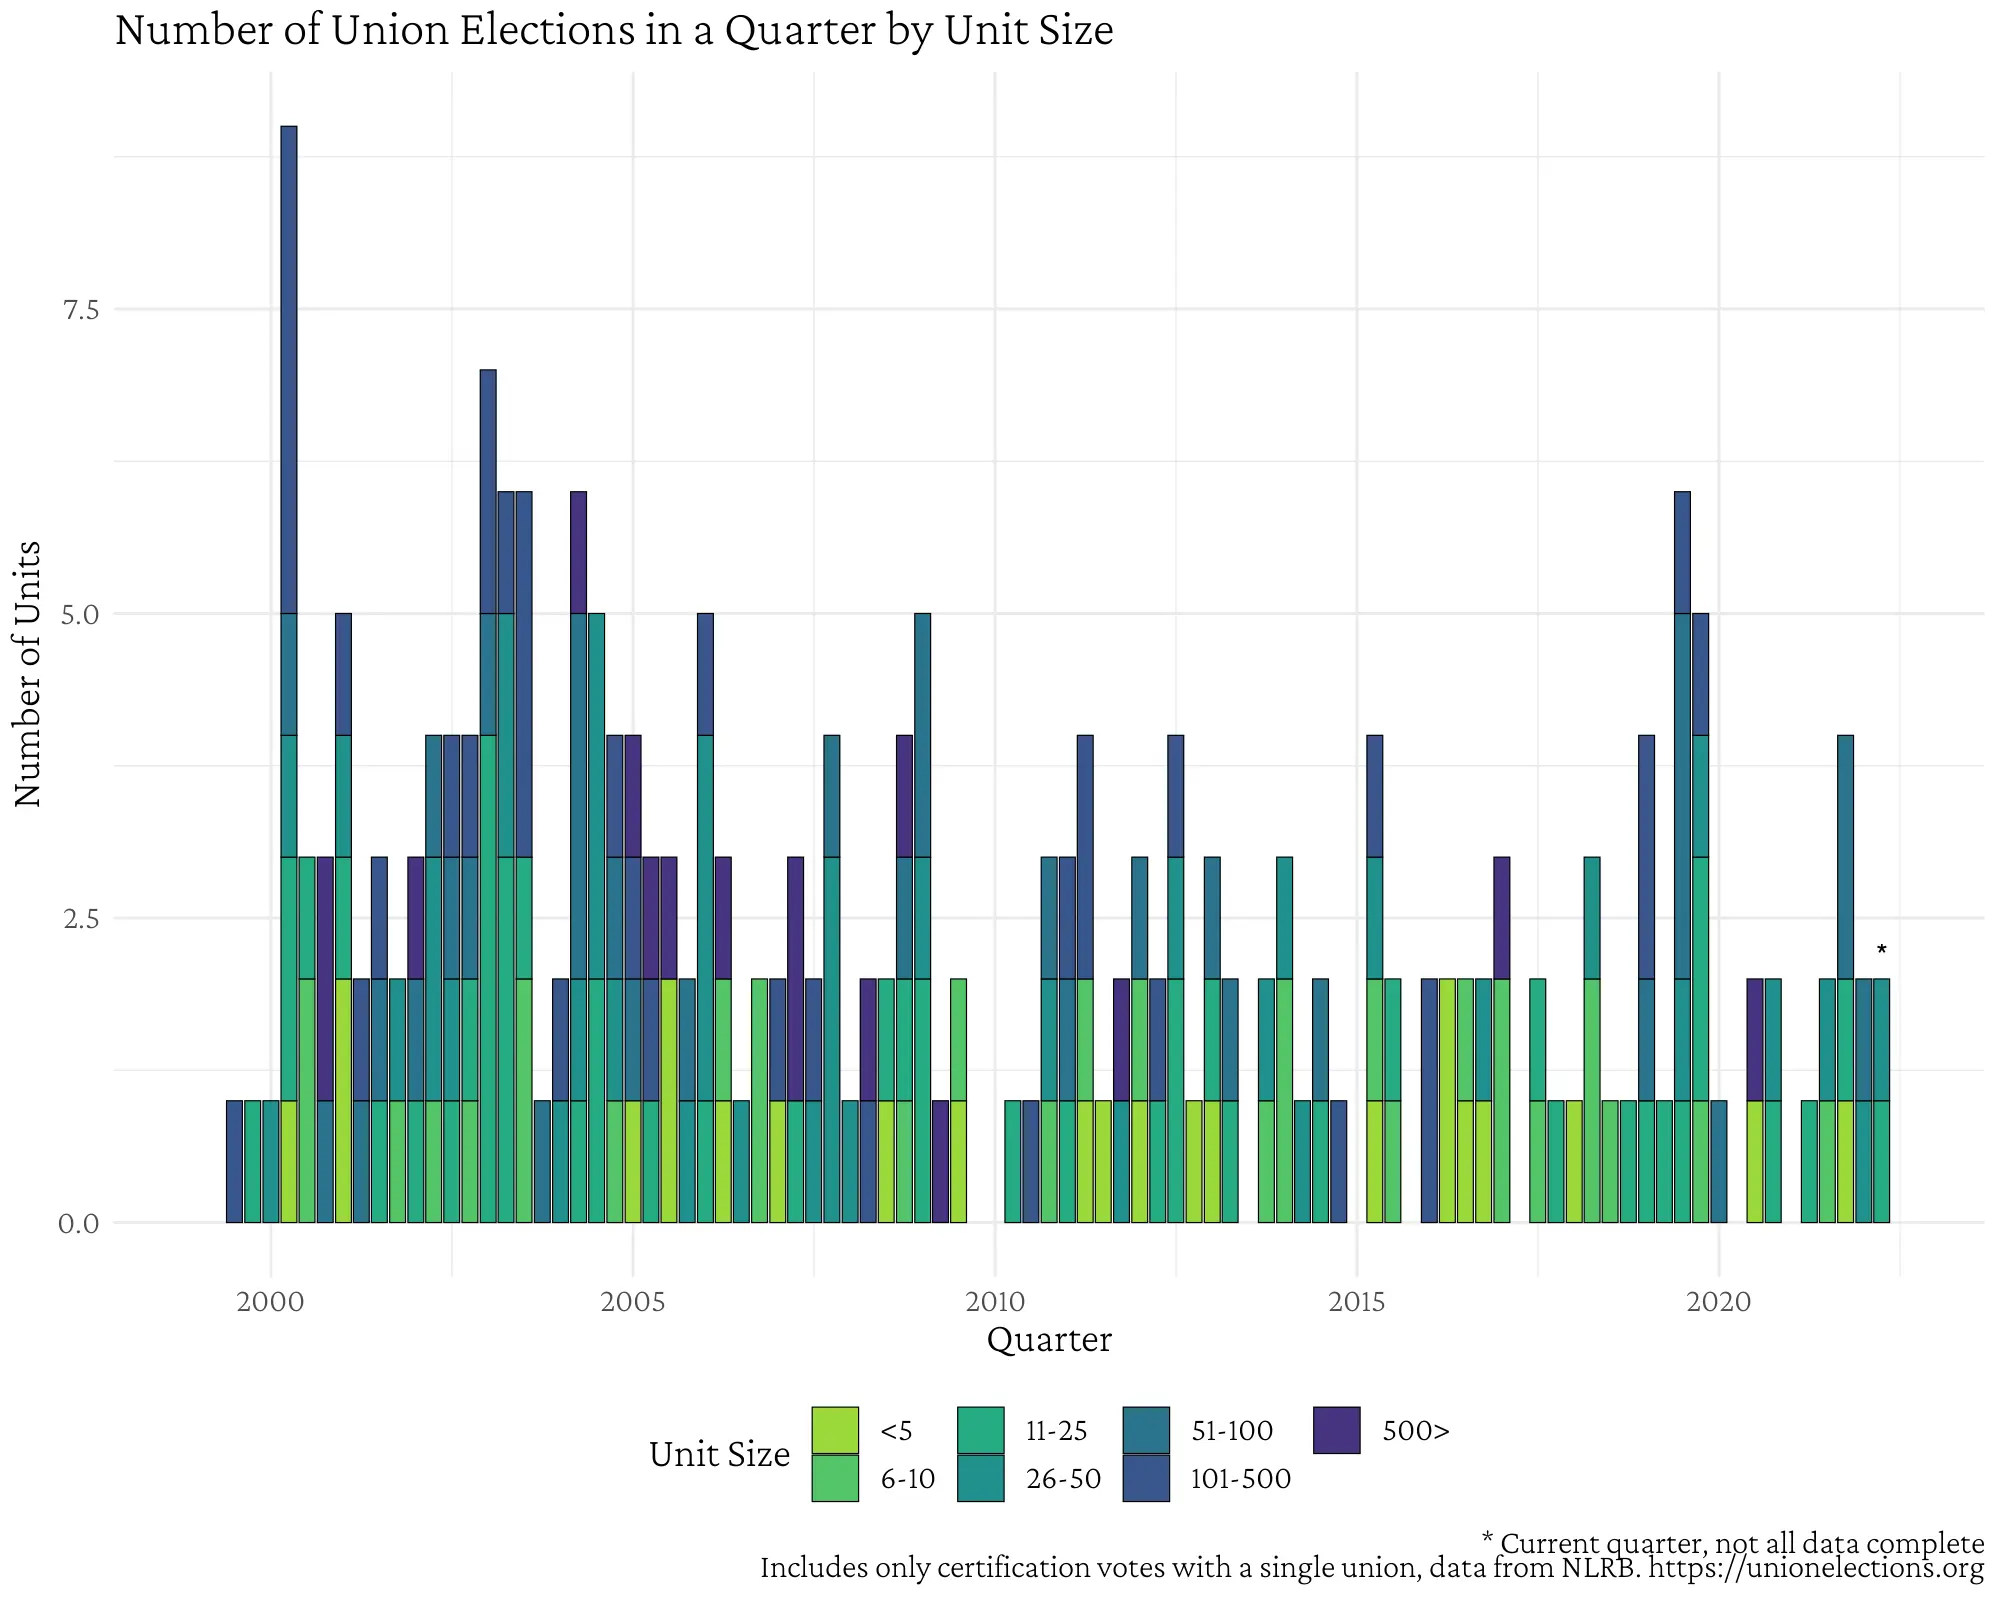 Number of Union Elections in a Quarter by Unit Size
Number of Units
7.5
5.0
2.5
0.0
*
2000 2005 2010 2015 2020
Quarter
Unit Size
<5 11-25 51-100 500>
6-10 26-50 101-500
* Current quarter, not all data complete
Includes only certification votes with a single union, data from NLRB. https://unionelections.org